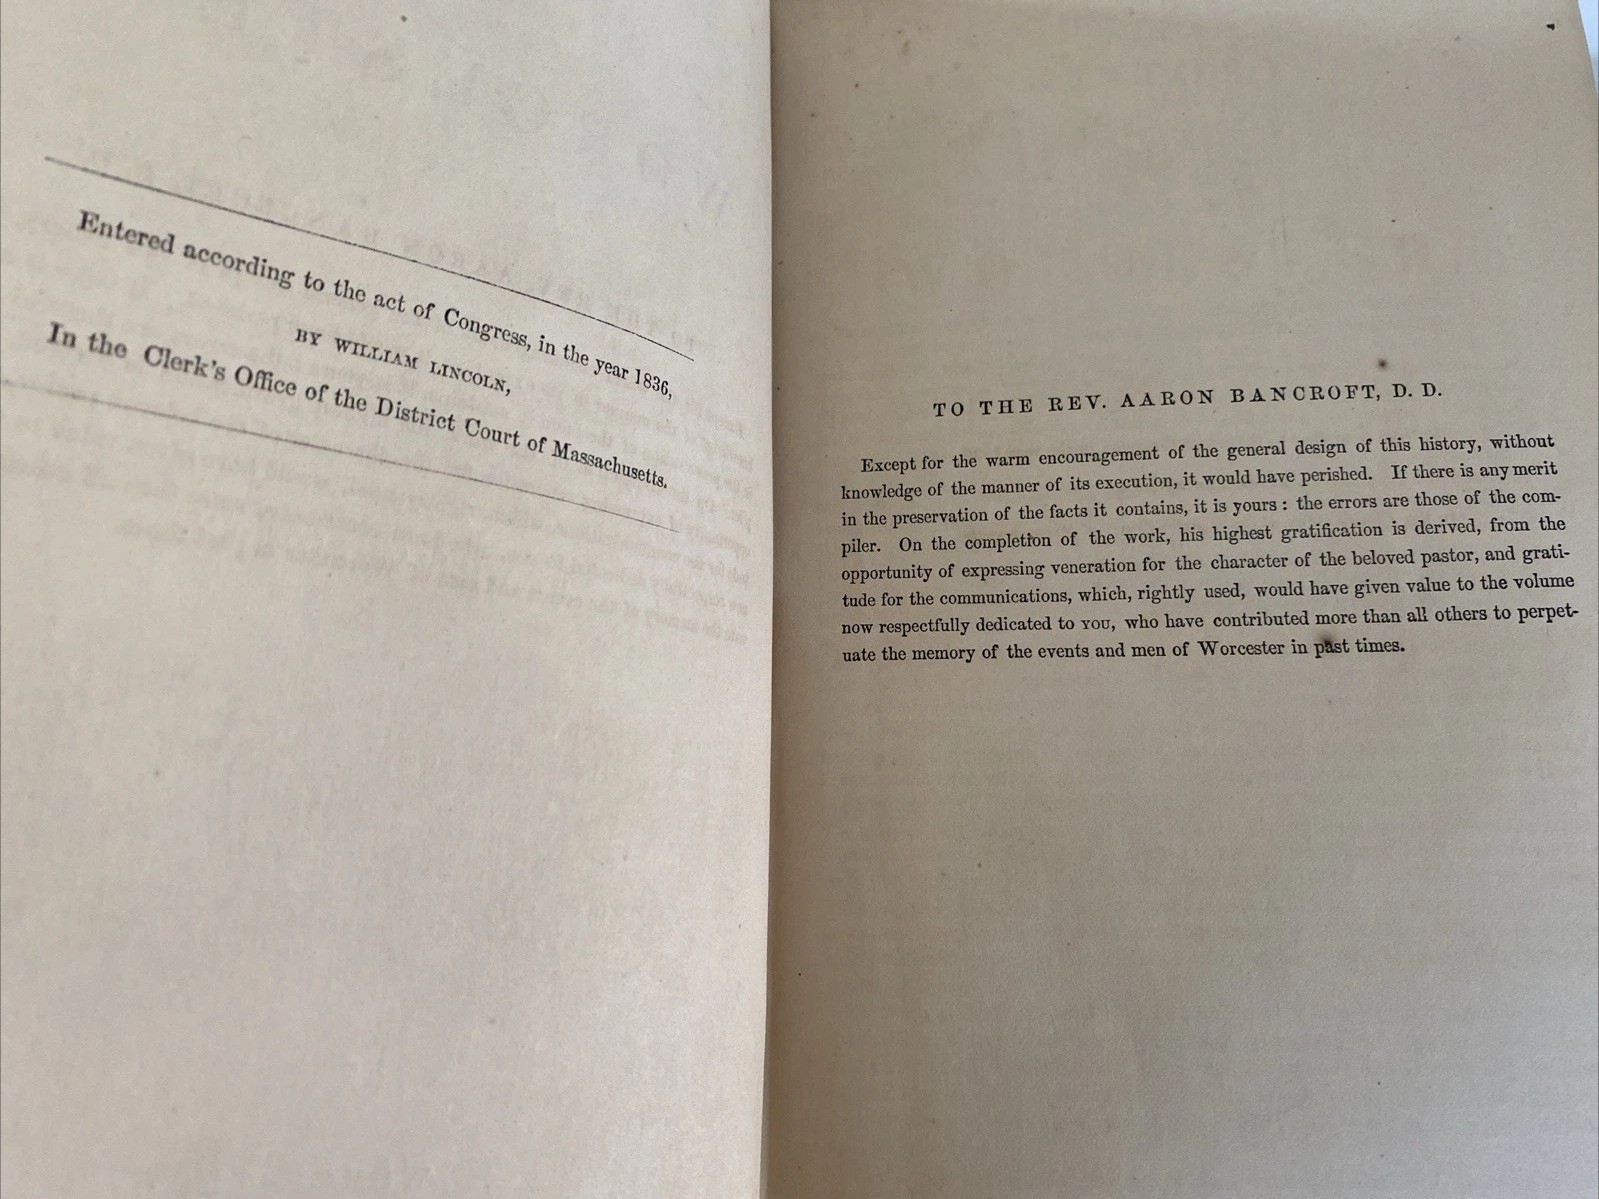 Entered according to the act of Congress, in the year 1836,
BY WILLIAM LINCOLN,
In the Clerk's Office of the District Court of Massachusetts.
TO THE REV. AARON BANCROFT, D. D.
Except for the warm encouragement of the general design of this history, without
knowledge of the manner of its execution, it would have perished. If there is any merit
in the preservation of the facts it contains, it is yours : the errors are those of the com-
piler. On the completion of the work, his highest gratification is derived, from the
opportunity of expressing veneration for the character of the beloved pastor, and grati-
tude for the communications, which, rightly used, would have given value to the volume
now respectfully dedicated to YOU, who have contributed more than all others to perpet-
uate the memory of the events and men of Worcester in past times.